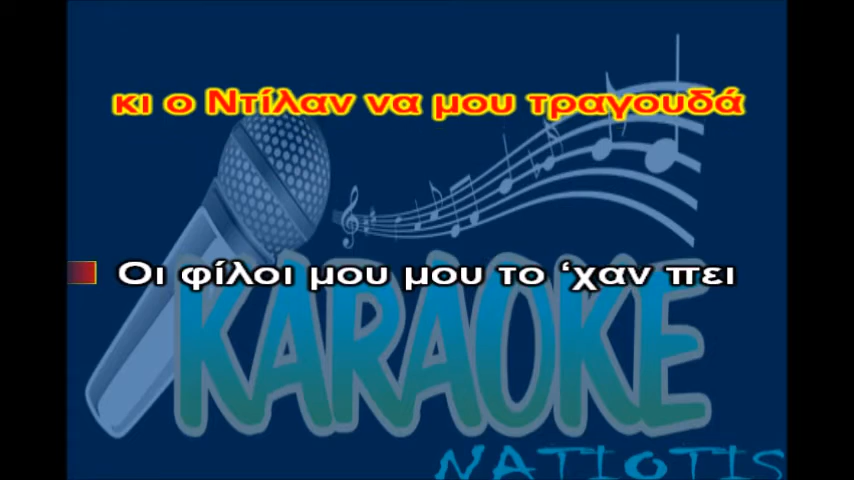 κι ο Ντίλαν να μου τραγουδά
Οι φίλοι μου μου το ‘χαν πει
KARAOKE
NATIOTIS